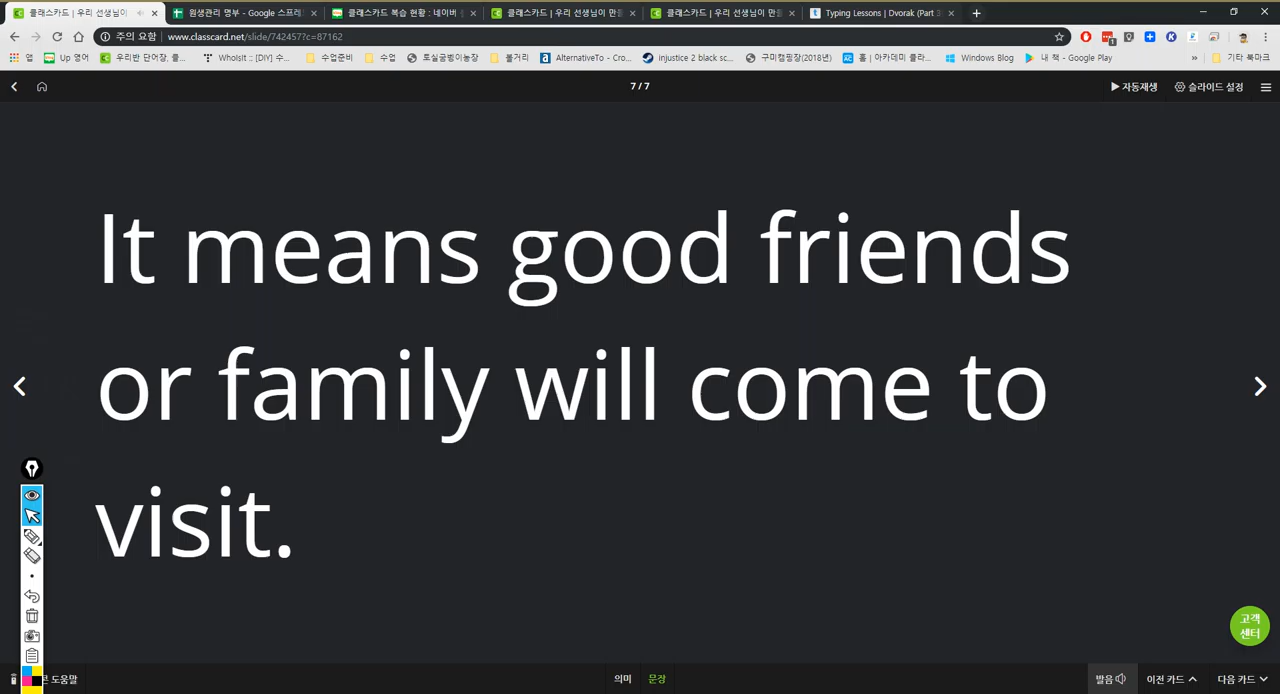 클래스카드 | 우리 선생님이
원생관리 명부 - Google 스프레
클래스카드 복습 현황 : 네이버
클래스카드 | 우리 선생님이 만들
클래스카드 | 우리 선생님이 만들
Typing Lessons | Dvorak (Part 3
주의 요함 www.classcard.net/slide/742457?c=87162
앱
Up 영어
우리반 단어장, 클...
WhoIsIt :: [DIY] 수...
수업준비
수업
토실궁벵이농장
볼거리
AlternativeTo - Cro...
injustice 2 black sc...
구미캠핑장(2018년)
홈 | 아카데미 클라...
Windows Blog
내 책 - Google Play
기타 북마크
7 / 7
자동재생
슬라이드 설정
It means good friends
or family will come to
visit.
고객
센터
도움말
의미
문장
발음
이전 카드
다음 카드